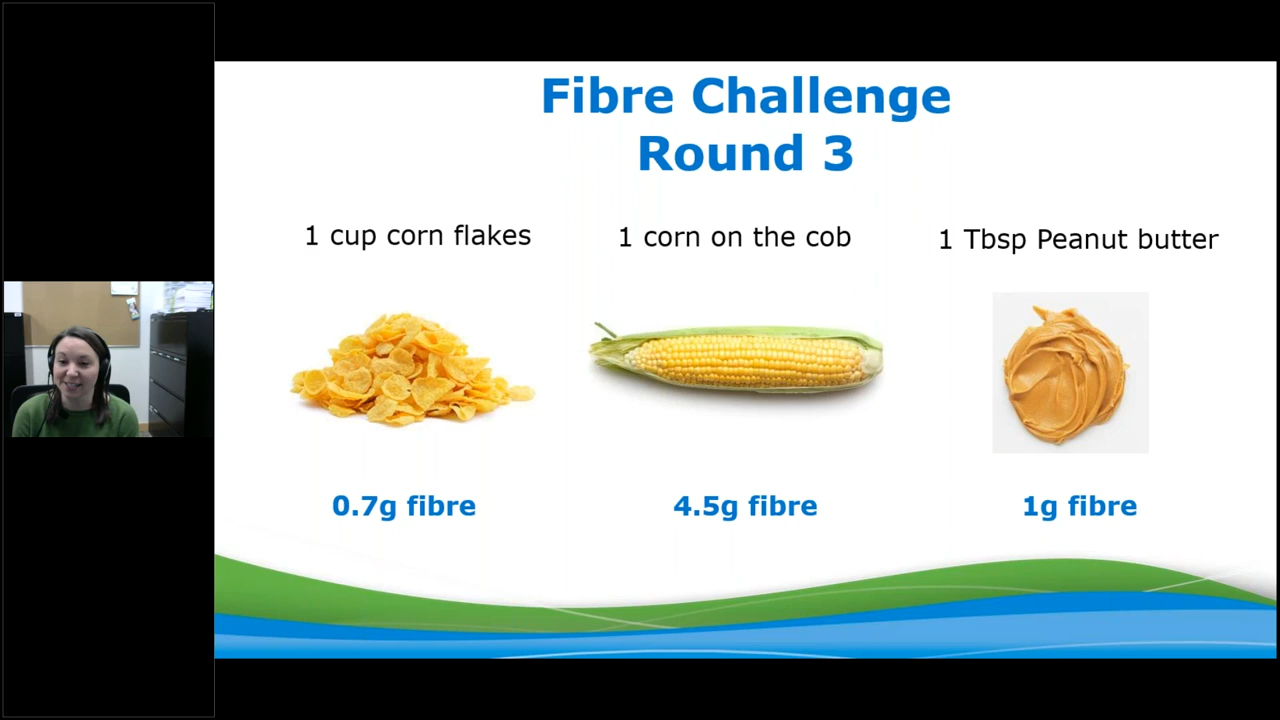 Fibre Challenge
Round 3
1 cup corn flakes
1 corn on the cob
1 Tbsp Peanut butter
0.7g fibre
4.5g fibre
1g fibre